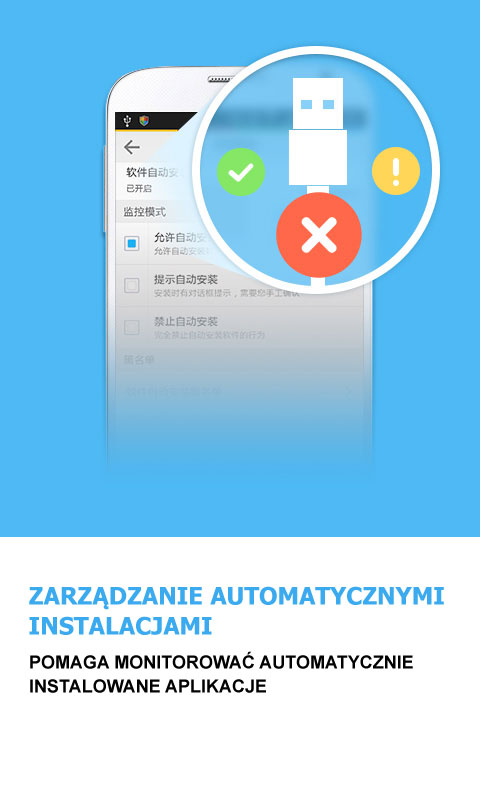 软件自动安
已开启
监控模式
允许自动安
允许自动安装
提示自动安装
安装时有对话框提示，需要您手工确认
禁止自动安装
完全禁止自动安装软件的行为
黑名单
ZARZĄDZANIE AUTOMATYCZNYMI
INSTALACJAMI
POMAGA MONITOROWAĆ AUTOMATYCZNIE
INSTALOWANE APLIKACJE